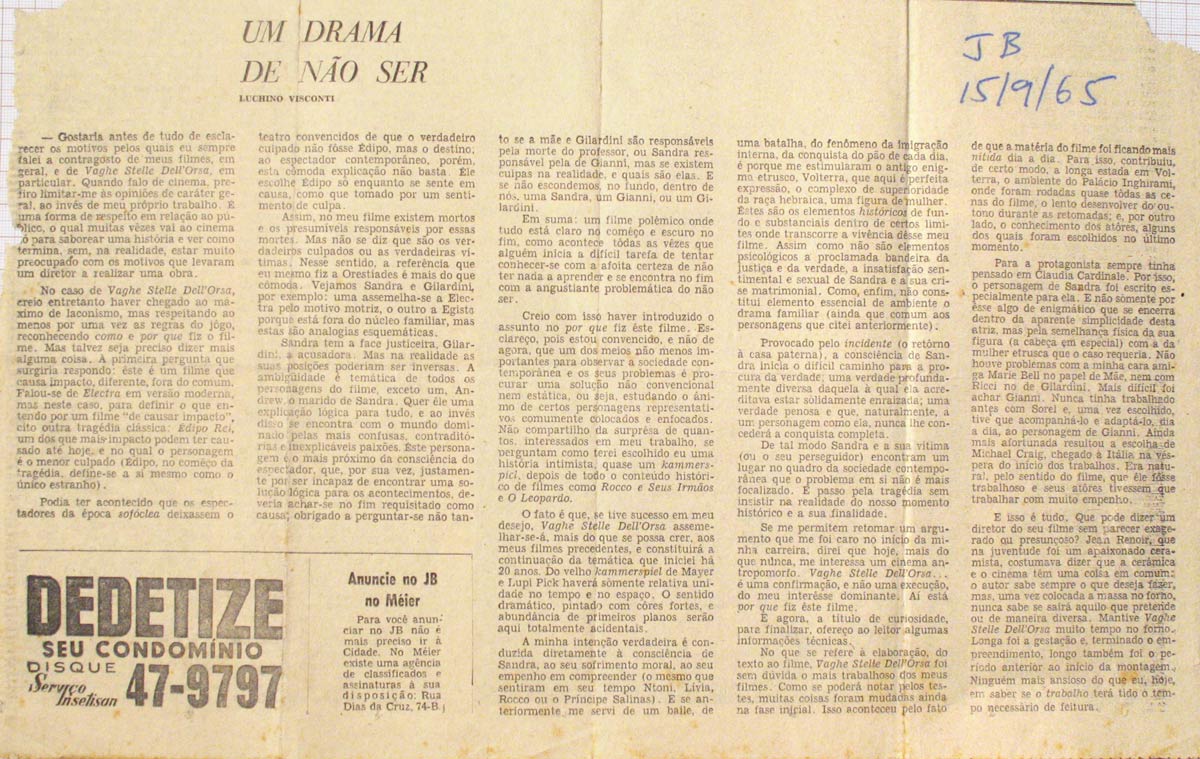 UM DRAMA
DE NÃO SER
LUCHINO VISCONTI
JB
15/9/65
— Gostaria antes de tudo de escla-
recer os motivos pelos quais eu sempre
falei a contragosto de meus filmes, em
geral, e de Vaghe Stelle Dell'Orsa, em
particular. Quando falo de cinema, pre-
firo limitar-me às opiniões de caráter ge-
ral, ao invés de meu próprio trabalho. E
uma forma de respeito em relação ao pú-
blico, o qual muitas vêzes vai ao cinema
só para saborear uma história e ver como
termina, sem, na realidade, estar muito
preocupado com os motivos que levaram
um diretor a realizar uma obra.
No caso de Vaghe Stelle Dell'Orsa,
creio entretanto haver chegado ao má-
ximo de laconismo, mas respeitando ao
menos por uma vez as regras do jôgo,
reconhecendo como e por que fiz o fil-
me. Mas talvez seja preciso dizer mais
alguma coisa. A primeira pergunta que
surgiria respondo: êste é um filme que
causa impacto, diferente, fora do comum.
Falou-se de Electra em versão moderna,
mas neste caso, para definir o que en-
tendo por um filme "de causar impacto",
cito outra tragédia clássica: Édipo Rei,
um dos que mais impacto podem ter cau-
sado até hoje, e no qual o personagem
é o menor culpado (Édipo, no comêço da
tragédia, define-se a si mesmo como o
único estranho).
Podia ter acontecido que os espec-
tadores da época sofóclea deixassem o
teatro convencidos de que o verdadeiro
culpado não fôsse Édipo, mas o destino;
ao espectador contemporâneo, porém,
esta cômoda explicação não basta. Êle
escolhe Édipo só enquanto se sente em
causa, como que tomado por um senti-
mento de culpa.
Assim, no meu filme existem mortos
e os presumíveis responsáveis por essas
mortes. Mas não se diz que são os ver-
dadeiros culpados ou as verdadeiras ví-
timas. Nesse sentido, a referência que
eu mesmo fiz a Orestiades é mais do que
cômoda. Vejamos Sandra e Gilardini,
por exemplo: uma assemelha-se a Elec-
tra pelo motivo motriz, o outro a Egisto
porque está fora do núcleo familiar, mas
estas são analogias esquemáticas.
Sandra tem a face justiceira, Gilar-
dini, a acusadora. Mas na realidade as
suas posições poderiam ser inversas. A
ambigüidade é temática de todos os
personagens do filme, exceto um, An-
drew, o marido de Sandra. Quer êle uma
explicação lógica para tudo, e ao invés
disso se encontra com o mundo domi-
nado pelas mais confusas, contraditó-
rias e inexplicáveis paixões. Êste persona-
gem é o mais próximo da consciência do
espectador, que, por sua vez, justamen-
te por ser incapaz de encontrar uma so-
lução lógica para os acontecimentos, de-
veria achar-se no fim requisitado como
causa, obrigado a perguntar-se não tan-
to se a mãe e Gilardini são responsáveis
pela morte do professor, ou Sandra res-
ponsável pela de Gianni, mas se existem
culpas na realidade, e quais são elas. E
se não escondemos, no fundo, dentro de
nós, uma Sandra, um Gianni, ou um Gi-
lardini.
Em suma: um filme polêmico onde
tudo está claro no comêço e escuro no
fim, como acontece tôdas as vêzes que
alguém inicia a difícil tarefa de tentar
conhecer-se com a afoita certeza de não
ter nada a aprender e se encontra no fim
com a angustiante problemática do não
ser.
Creio com isso haver introduzido o
assunto no por que fiz êste filme. Es-
clareço, pois estou convencido, e não de
agora, que um dos meios não menos im-
portantes para observar a sociedade con-
temporânea e os seus problemas é pro-
curar uma solução não convencional
nem estática, ou seja, estudando o ânimo
de certos personagens representati-
vos comumente colocados e enfocados.
Não compartilho da surprêsa de quan-
tos, interessados em meu trabalho, se
perguntam como terei escolhido eu uma
história intimista, quase um kammers-
piel, depois de todo o conteúdo históri-
co de filmes como Rocco e Seus Irmãos
e O Leopardo.
O fato é que, se tive sucesso em meu
desejo, Vaghe Stelle Dell'Orsa asseme-
lhar-se-á, mais do que se possa crer, aos
meus filmes precedentes, e constituirá a
continuação da temática que iniciei há
20 anos. Do velho kammerspiel de Mayer
e Lupi Pick haverá sòmente relativa uni-
dade no tempo e no espaço. O sentido
dramático, pintado com côres fortes, e
abundância de primeiros planos serão
aqui totalmente acidentais.
A minha intenção verdadeira é con-
duzida diretamente à consciência de
Sandra, ao seu sofrimento moral, ao seu
empenho em compreender (o mesmo que
sentiram em seu tempo Ntoni, Lívia,
Rocco ou o Príncipe Salinas). E se an-
teriormente me servi de um baile, de
uma batalha, do fenômeno da imigração
interna, da conquista do pão de cada dia,
é porque me estimularam o antigo enig-
ma etrusco, Volterra, que aqui é perfeita
expressão, o complexo de superioridade
da raça hebraica, uma figura de mulher.
Êstes são os elementos históricos de fun-
do e substanciais dentro de certos limi-
tes onde transcorre a vivência dêsse meu
filme. Assim como não são elementos
psicológicos a proclamada bandeira da
justiça e da verdade, a insatisfação sen-
timental e sexual de Sandra e a sua cri-
se matrimonial. Como, enfim, não cons-
titui elemento essencial de ambiente o
drama familiar (ainda que comum aos
personagens que citei anteriormente).
Provocado pelo incidente (o retôrno
à casa paterna), a consciência de San-
dra inicia o difícil caminho para a pro-
cura da verdade; uma verdade profunda-
mente diversa daquela à qual ela acre-
ditava estar sòlidamente enraizada; uma
verdade penosa e que, naturalmente, a
um personagem como ela, nunca lhe con-
cederá a conquista completa.
De tal modo Sandra e a sua vítima
(ou o seu perseguidor) encontram um
lugar no quadro da sociedade contempo-
rânea que o problema em si não é mais
focalizado. É passo pela tragédia sem
insistir na realidade do nosso momento
histórico e a sua finalidade.
Se me permitem retomar um argu-
mento que me foi caro no início da mi-
nha carreira, direi que hoje, mais do
que nunca, me interessa um cinema an-
tropomorfo. Vaghe Stelle Dell'Orsa...
é uma confirmação, e não uma execução,
do meu interêsse dominante. Aí está
por que fiz êste filme.
E agora, a título de curiosidade,
para finalizar, ofereço ao leitor algumas
informações técnicas.
No que se refere à elaboração, do
texto ao filme, Vaghe Stelle Dell'Orsa foi
sem dúvida o mais trabalhoso dos meus
filmes. Como se poderá notar pelos tes-
tes, muitas coisas foram mudadas ainda
na fase inicial. Isso aconteceu pelo fato
de que a matéria do filme foi ficando mais
nítida dia a dia. Para isso, contribuiu,
de certo modo, a longa estada em Vol-
terra, o ambiente do Palácio Inghirami,
onde foram rodadas quase tôdas as ce-
nas do filme, o lento desenvolver do ou-
tono durante as retomadas; e, por outro
lado, o conhecimento dos atôres, alguns
dos quais foram escolhidos no último
momento.
Para a protagonista sempre tinha
pensado em Claudia Cardinale. Por isso,
o personagem de Sandra foi escrito es-
pecialmente para ela. E não sòmente por
esse algo de enigmático que se encerra
dentro da aparente simplicidade desta
atriz, mas pela semelhança física da sua
figura (a cabeça em especial) com a da
mulher etrusca que o caso requeria. Não
houve problemas com a minha cara ami-
ga Marie Bell no papel de Mãe, nem com
Ricci no de Gilardini. Mais difícil foi
achar Gianni. Nunca tinha trabalhado
antes com Sorel e, uma vez escolhido,
tive que acompanhá-lo e adaptá-lo, dia
a dia, ao personagem de Gianni. Ainda
mais afortunada resultou a escolha de
Michael Craig, chegado à Itália na vés-
pera do início dos trabalhos. Era natu-
ral, pelo sentido do filme, que êle fôsse
trabalhoso e seus atôres tivessem que
trabalhar com muito empenho.
E isso é tudo. Que pode dizer um
diretor do seu filme sem parecer exage-
rado ou presunçoso? Jean Renoir, que
na juventude foi um apaixonado cera-
mista, costumava dizer que a cerâmica
e o cinema têm uma coisa em comum:
o autor sabe sempre o que deseja fazer,
mas, uma vez colocada a massa no forno,
nunca sabe se sairá aquilo que pretende
ou de maneira diversa. Mantive Vaghe
Stelle Dell'Orsa muito tempo no forno.
Longa foi a gestação e, terminado o em-
preendimento, longo também foi o pe-
ríodo anterior ao início da montagem.
Ninguém mais ansioso do que eu, hoje,
em saber se o trabalho terá tido o tem-
po necessário de feitura.
DEDETIZE
SEU CONDOMÍNIO
DISQUE
Serviço
Insetisan
47-9797
Anuncie no JB
no Méier
Para você anun-
ciar no JB não é
mais preciso ir à
Cidade. No Méier
existe uma agência
de classificados e
assinaturas à sua
disposição: Rua
Dias da Cruz, 74-B